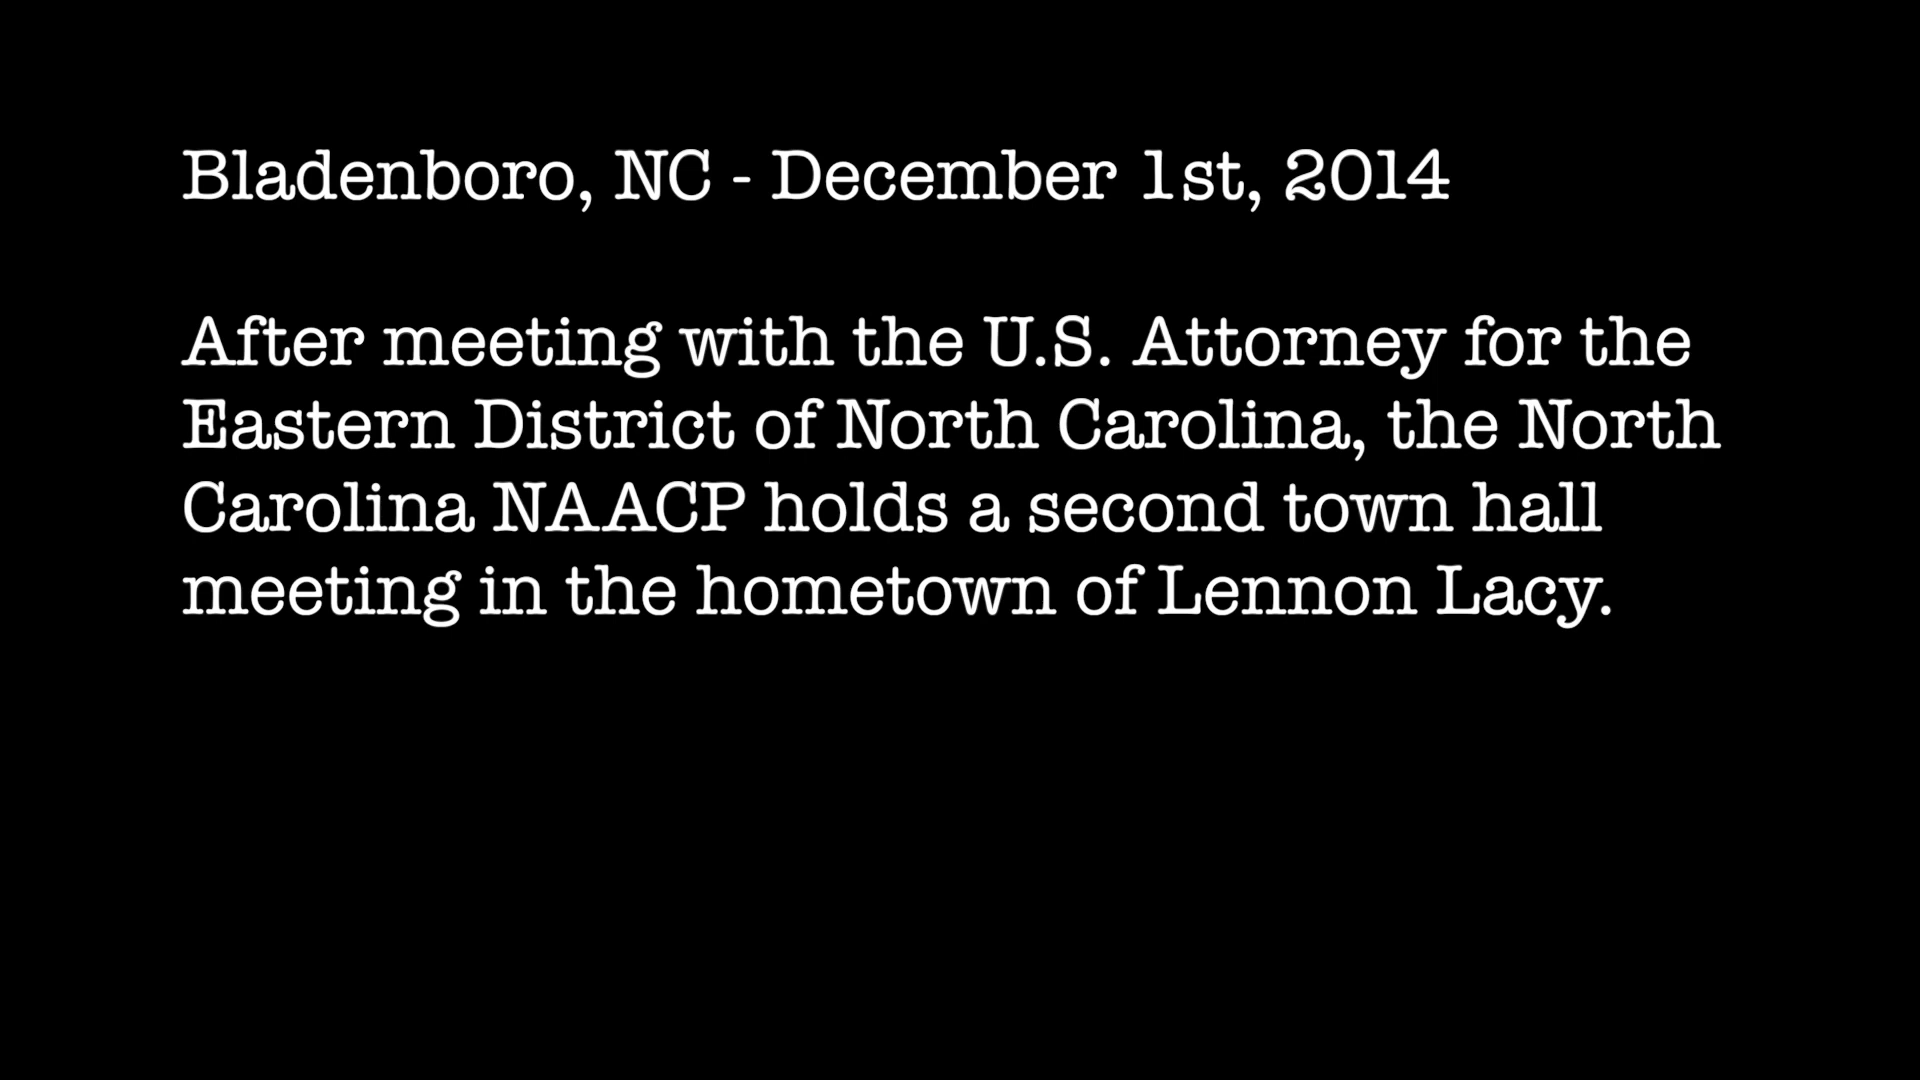 Bladenboro, NC - December 1st, 2014
After meeting with the U.S. Attorney for the
Eastern District of North Carolina, the North
Carolina NAACP holds a second town hall
meeting in the hometown of Lennon Lacy.